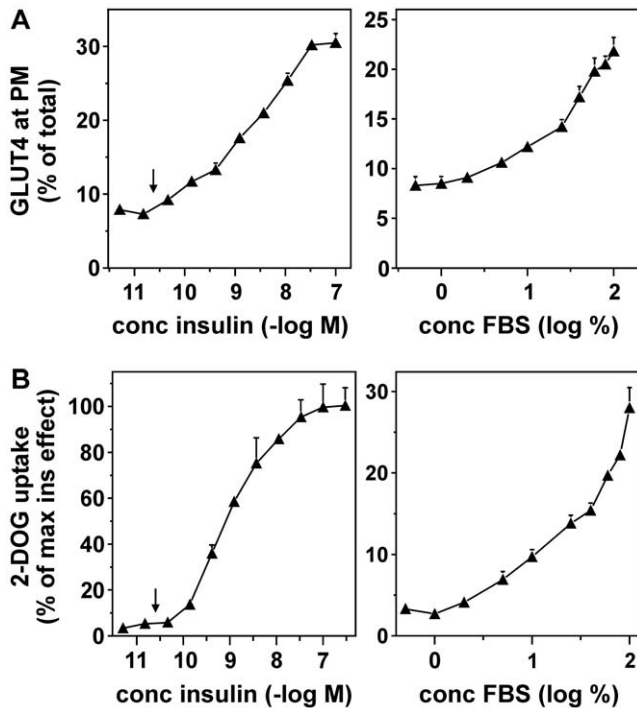 A
GLUT4 at PM
(% of total)
30
20
10
0
11 10 9 8 7
conc insulin (-log M)
25
20
15
10
5
0
0 1 2
conc FBS (log %)
B
2-DOG uptake
(% of max ins effect)
100
80
60
40
20
0
11 10 9 8 7
conc insulin (-log M)
30
20
10
0
0 1 2
conc FBS (log %)